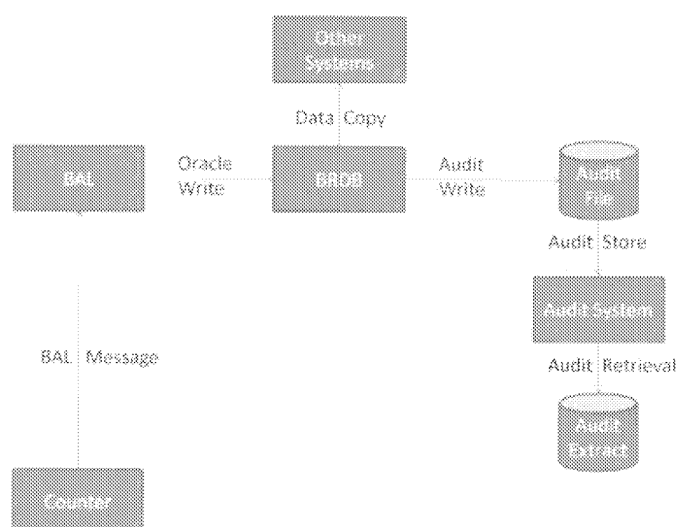 Other
Systems
Data Copy
BAL
Oracle
Write
BRDB
Audit
Write
Audit
File
Audit Store
Audit System
BAL Message
Audit Retrieval
Audit
Extract
Counter